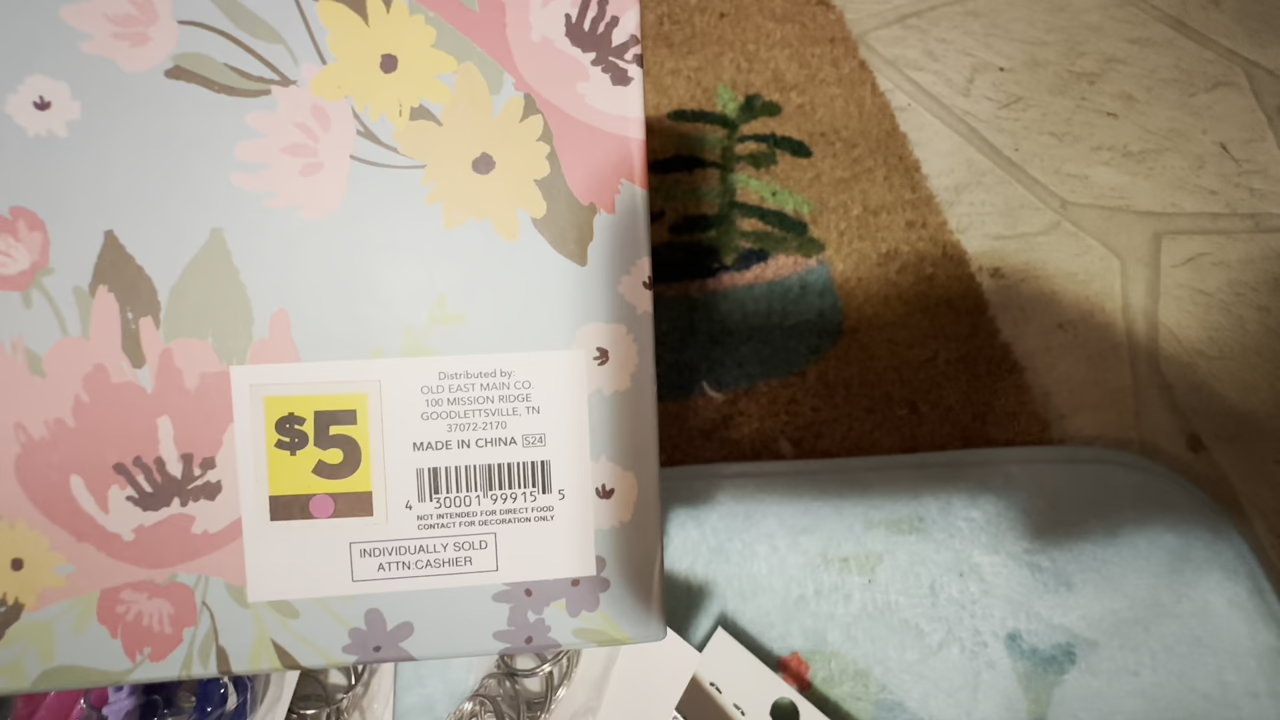 $5
Distributed by:
OLD EAST MAIN CO.
100 MISSION RIDGE
GOODLETTSVILLE, TN
37072-2170
MADE IN CHINA S24
4 30001 99915 5
NOT INTENDED FOR DIRECT FOOD
CONTACT FOR DECORATION ONLY
INDIVIDUALLY SOLD
ATTN:CASHIER